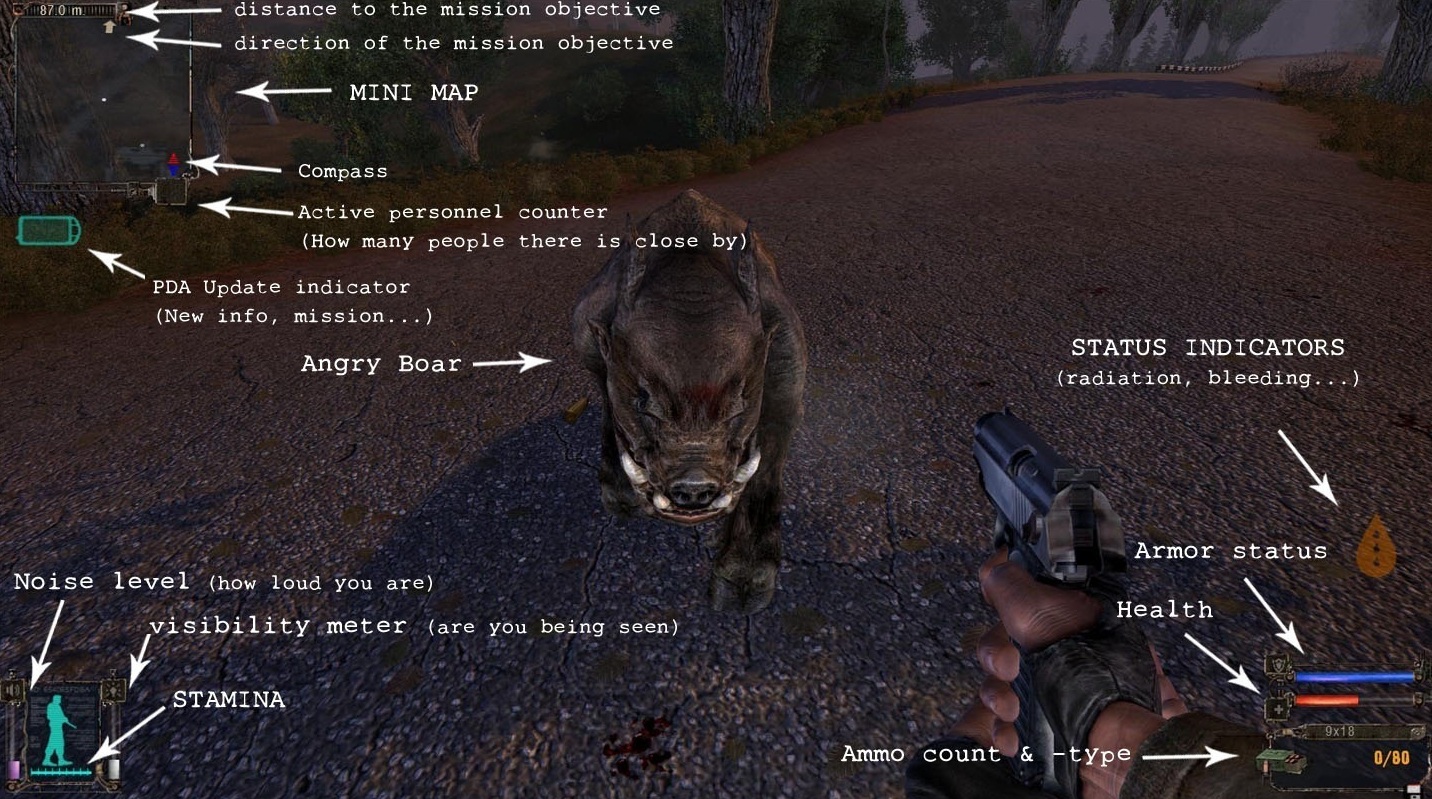 87.0 m
distance to the mission objective
direction of the mission objective
MINI MAP
Compass
Active personnel counter
(How many people there is close by)
PDA Update indicator
(New info, mission...)
Angry Boar
STATUS INDICATORS
(radiation, bleeding...)
Armor status
Noise level (how loud you are)
Health
visibility meter (are you being seen)
STAMINA
9x18
Ammo count & -type
0/80